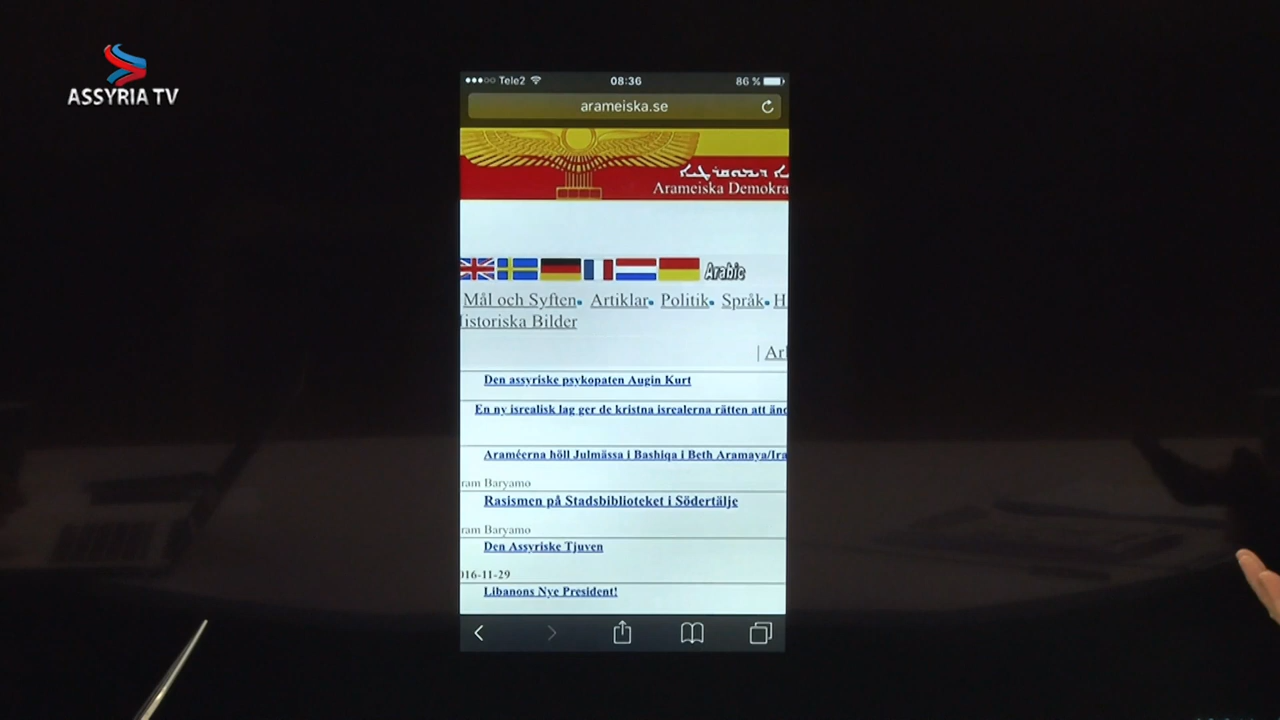 ASSYRIA TV
Tele2 08:36 86 %
arameiska.se
Arameiska Demokra
Arabic
Mål och Syften Artiklar Politik Språk H
istoriska Bilder
| Ar
Den assyriske psykopaten Augin Kurt
En ny isrealisk lag ger de kristna isrealerna rätten att änd
Araméerna höll Julmässa i Bashiqa i Beth Aramaya/Ira
ram Baryamo
Rasismen på Stadsbiblioteket i Södertälje
ram Baryamo
Den Assyriske Tjuven
016-11-29
Libanons Nye President!